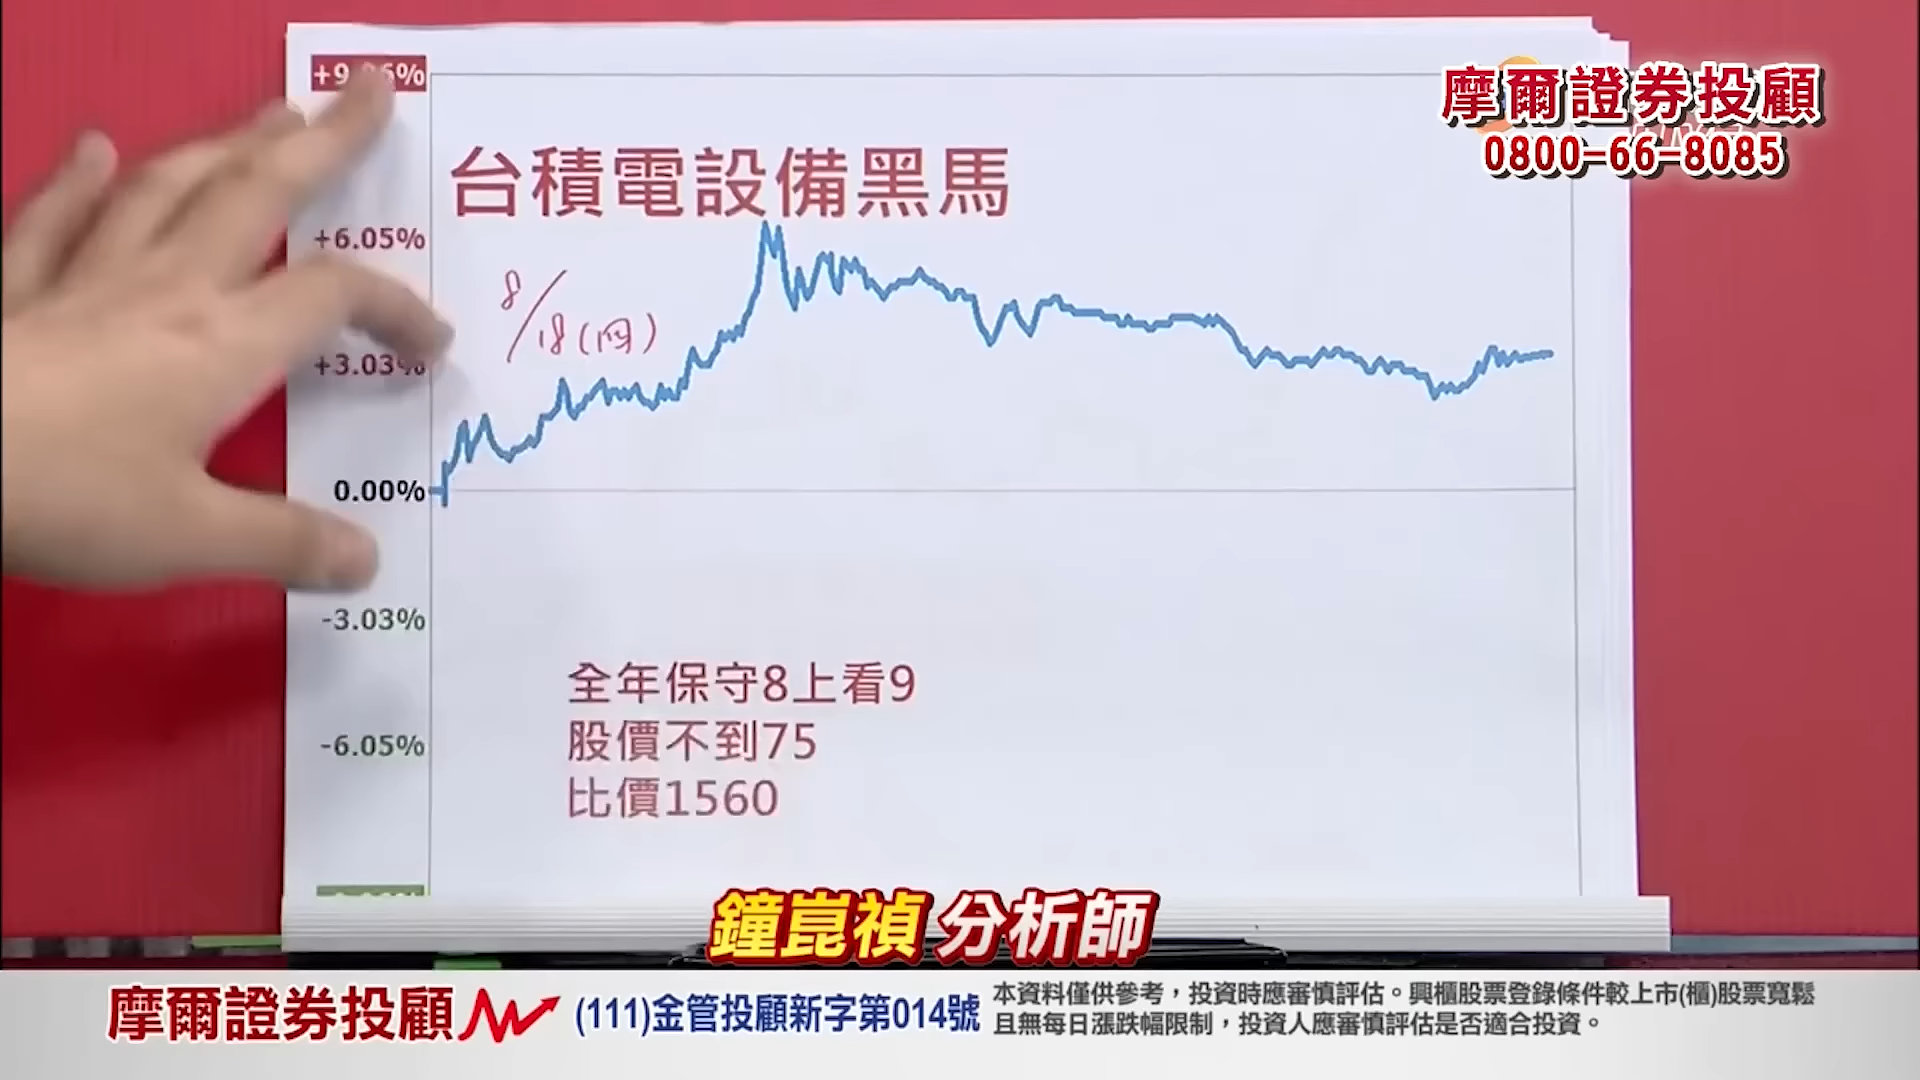 摩爾證券投顧
0800-66-8085
台積電設備黑馬
8/18(四)
+6.05%
+3.03%
0.00%
-3.03%
-6.05%
全年保守8上看9
股價不到75
比價1560
鐘崑禎 分析師
摩爾證券投顧
(111)金管投顧新字第014號
本資料僅供參考，投資時應審慎評估。興櫃股票登錄條件較上市(櫃)股票寬鬆
且無每日漲跌幅限制，投資人應審慎評估是否適合投資。